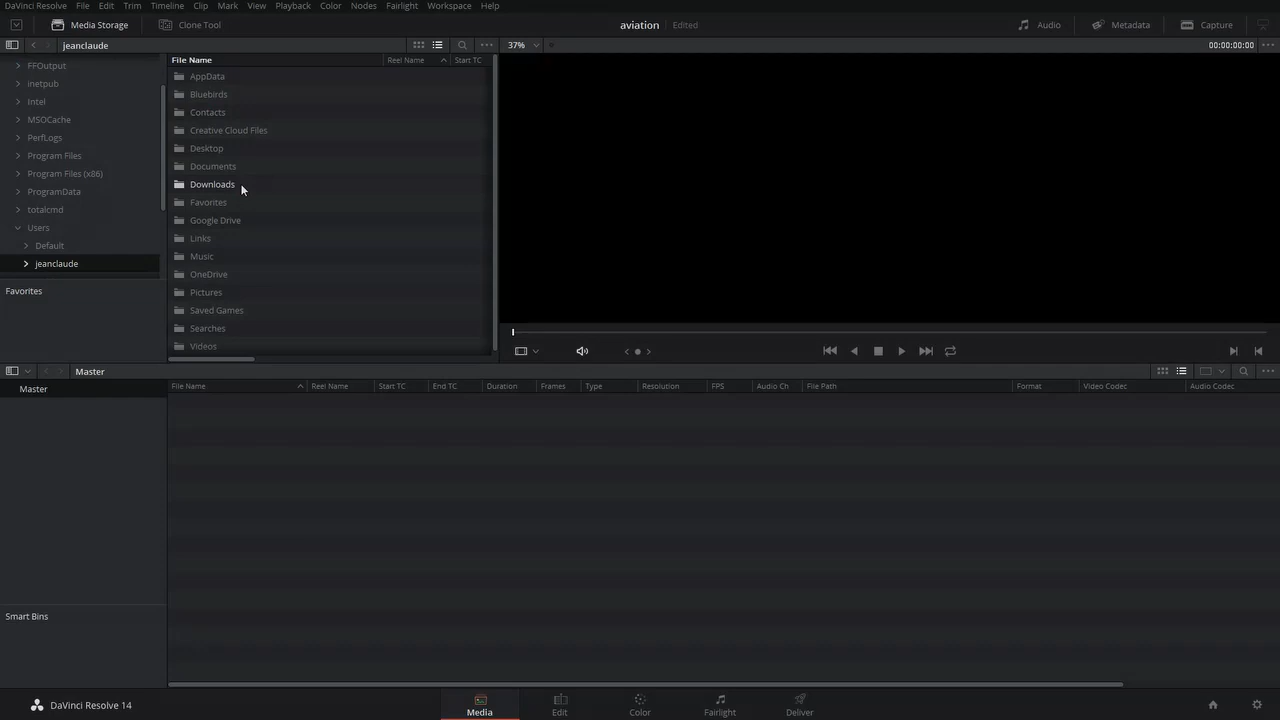 DaVinci Resolve File Edit Trim Timeline Clip Mark View Playback Color Nodes Fairlight Workspace Help
Media Storage Clone Tool aviation Edited Audio Metadata Capture
jeanclaude 37% 00:00:00:00
File Name Reel Name Start TC
FFOutput
inetpub
Intel
MSOCache
PerfLogs
Program Files
Program Files (x86)
ProgramData
totalcmd
Users
Default
jeanclaude
Favorites
AppData
Bluebirds
Contacts
Creative Cloud Files
Desktop
Documents
Downloads
Favorites
Google Drive
Links
Music
OneDrive
Pictures
Saved Games
Searches
Videos
Master
Master
File Name Reel Name Start TC End TC Duration Frames Type Resolution FPS Audio Ch File Path Format Video Codec Audio Codec
Smart Bins
DaVinci Resolve 14 Media Edit Color Fairlight Deliver